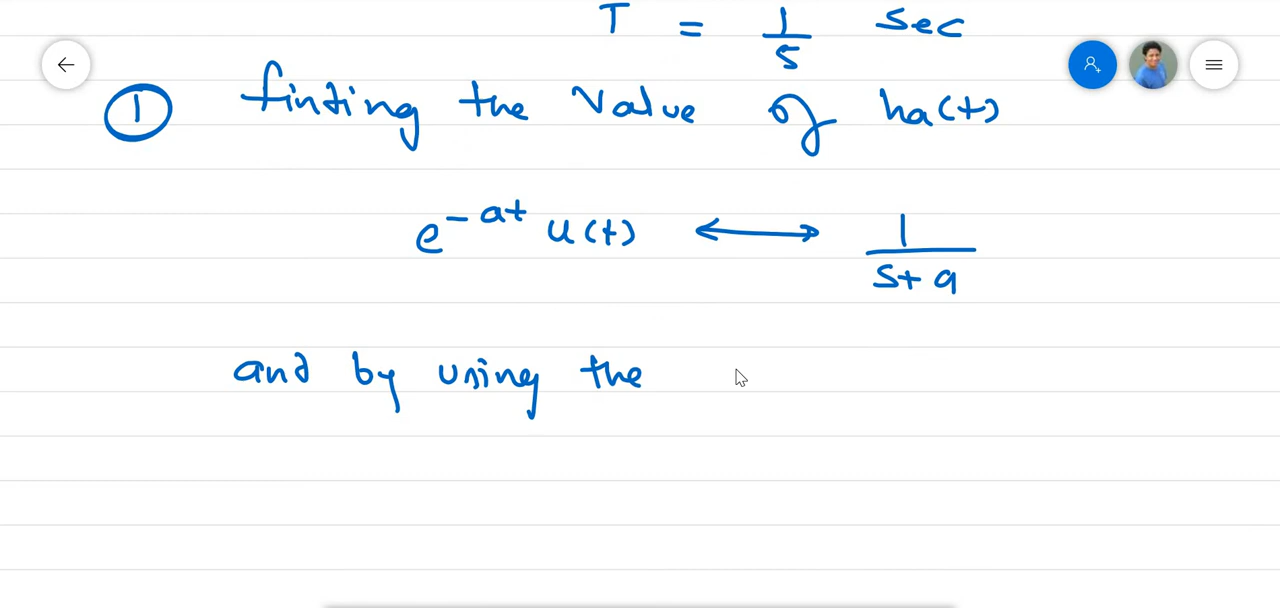 T = 1/5 sec
① finting the value of ha(t)
e^-at u(t) ⟷ 1/(s+a)
and by using the